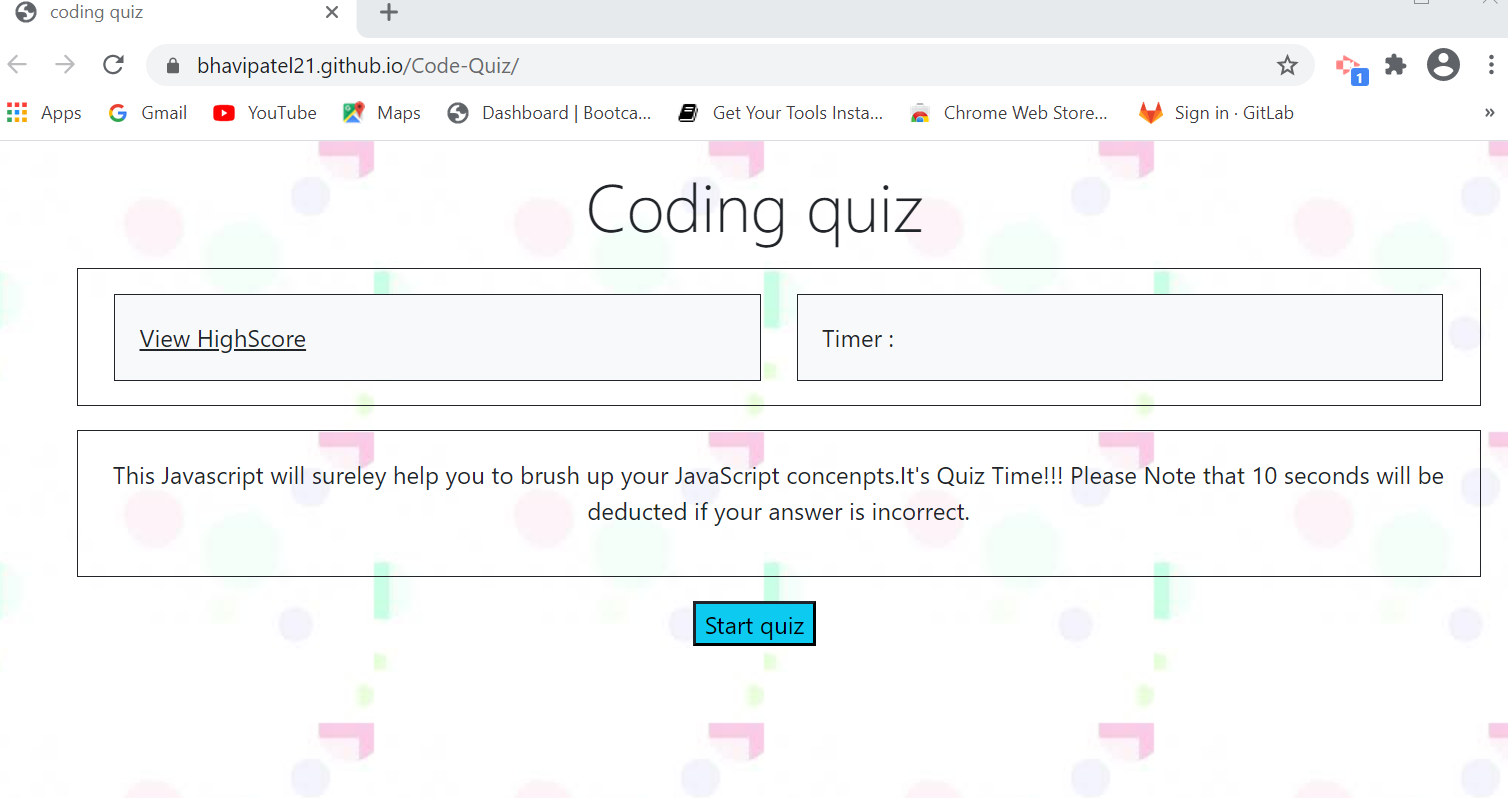 coding quiz
bhavipatel21.github.io/Code-Quiz/
1
Apps Gmail YouTube Maps Dashboard | Bootca... Get Your Tools Insta... Chrome Web Store... Sign in · GitLab »
Coding quiz
View HighScore
Timer :
This Javascript will sureley help you to brush up your JavaScript concenpts.It's Quiz Time!!! Please Note that 10 seconds will be
deducted if your answer is incorrect.
Start quiz